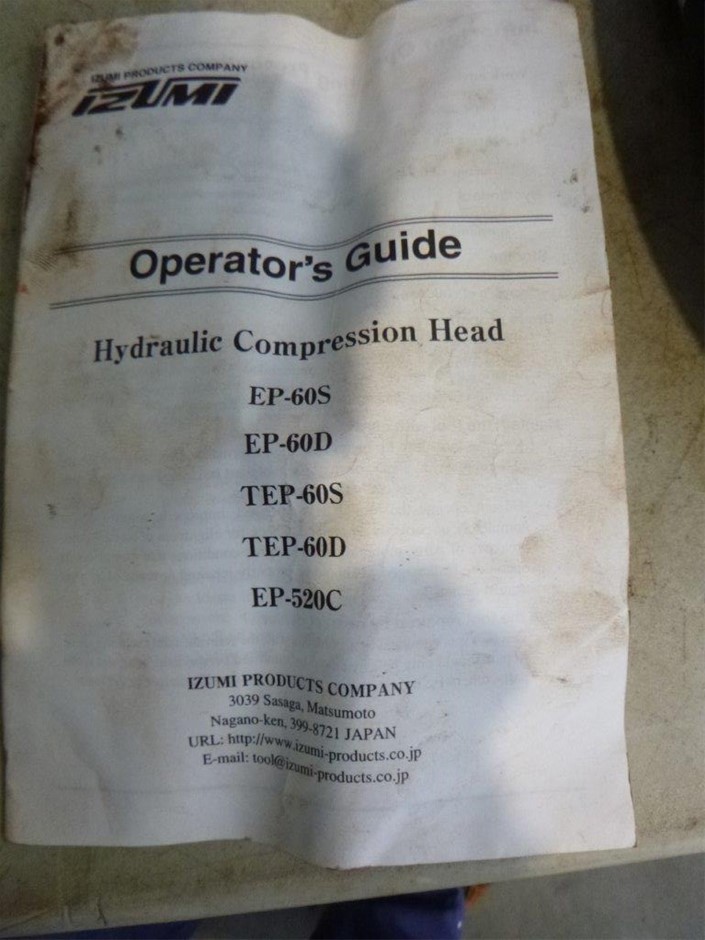 IZUMI PRODUCTS COMPANY
IZUMI
Operator's Guide
Hydraulic Compression Head
EP-60S
EP-60D
TEP-60S
TEP-60D
EP-520C
IZUMI PRODUCTS COMPANY
3039 Sasaga, Matsumoto
Nagano-ken, 399-8721 JAPAN
URL: http://www.izumi-products.co.jp
E-mail: tool@izumi-products.co.jp